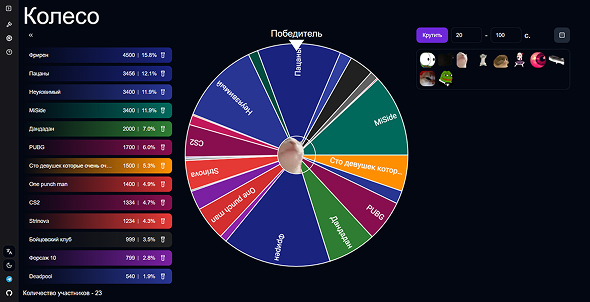 Колесо
«
Победитель
Крутить
20
-
100
с.
Фрирен 4500 | 15.8%
Пацаны 3456 | 12.1%
Неуязвимый 3400 | 11.9%
MiSide 3400 | 11.9%
Дандадан 2000 | 7.0%
PUBG 1700 | 6.0%
Сто девушек которые очень оч... 1500 | 5.3%
One punch man 1400 | 4.9%
CS2 1334 | 4.7%
Strinova 1234 | 4.3%
Бойцовский клуб 999 | 3.5%
Форсаж 10 799 | 2.8%
Deadpool 540 | 1.9%
Количество участников - 23
Пацаны
Неуязвимый
MiSide
CS2
Strinova
Сто девушек котор...
One punch man
PUBG
Дандадан
Фрирен